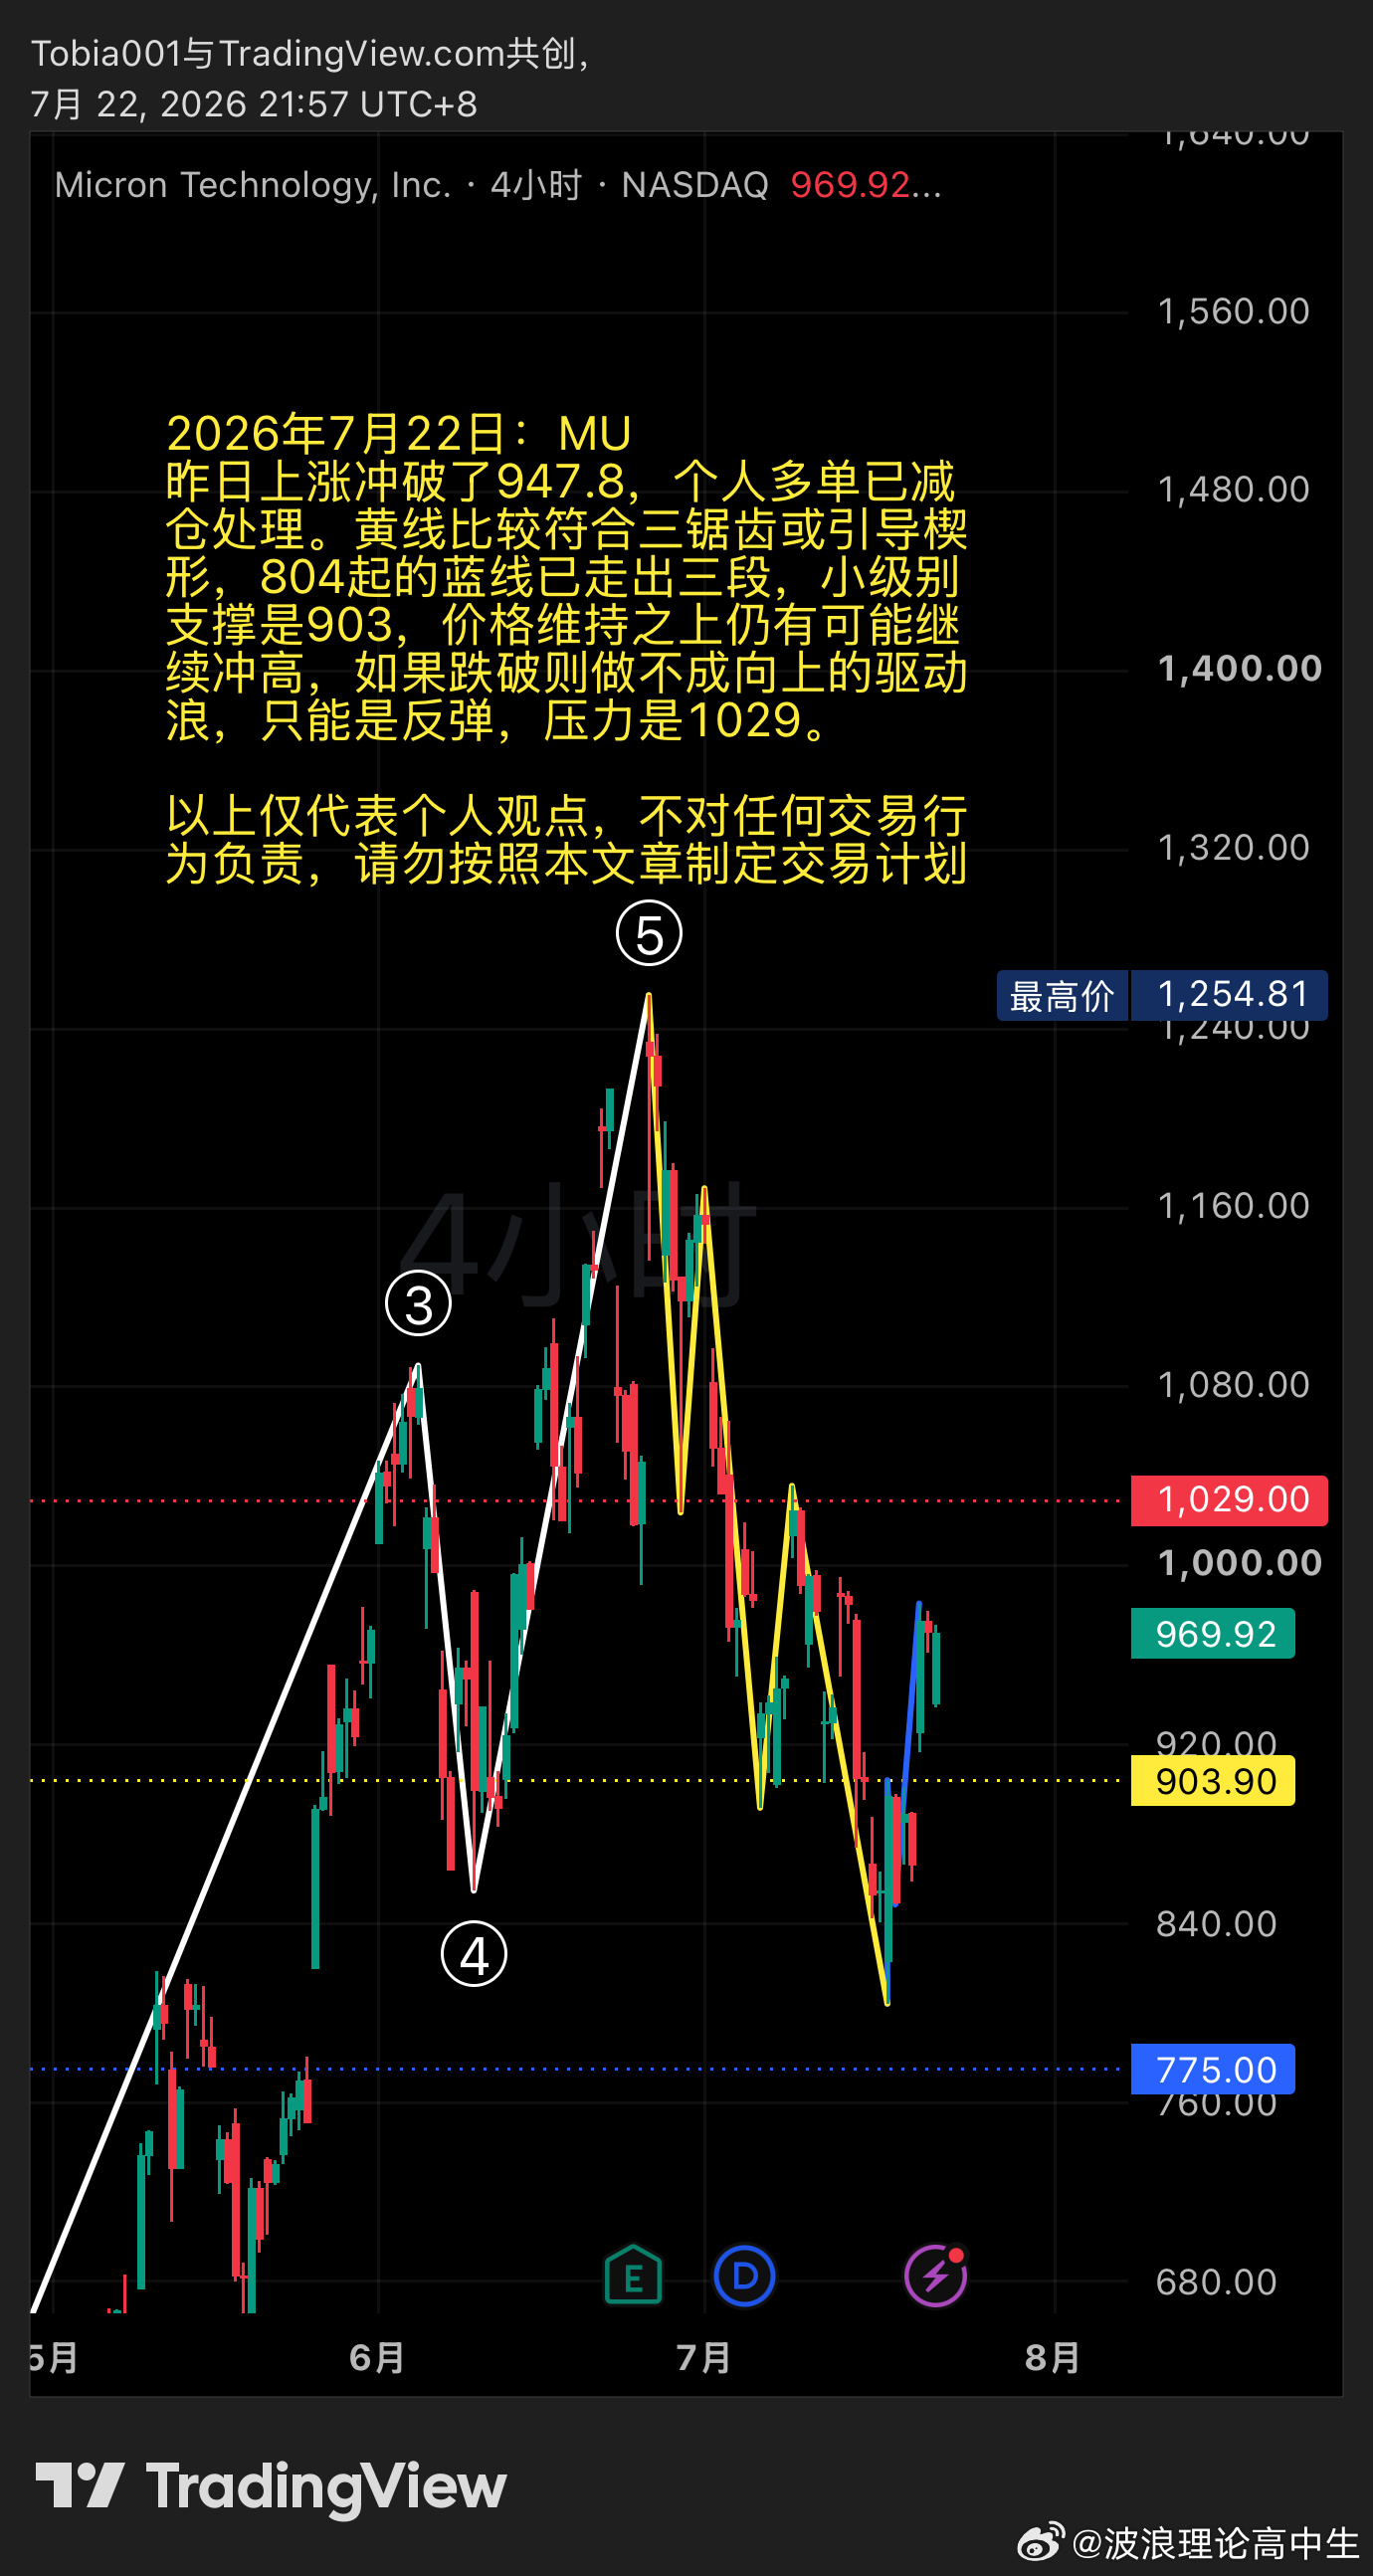 Tobia001与TradingView.com共创，
7月 22, 2026 21:57 UTC+8
1,640.00
Micron Technology, Inc. · 4小时 · NASDAQ 969.92...
1,560.00
2026年7月22日：MU
昨日上涨冲破了947.8，个人多单已减
1,480.00
仓处理。黄线比较符合三锯齿或引导楔
形，804起的蓝线已走出三段，小级别
支撑是903，价格维持之上仍有可能继
续冲高，如果跌破则做不成向上的驱动
1,400.00
浪，只能是反弹，压力是1029。
以上仅代表个人观点，不对任何交易行
1,320.00
为负责，请勿按照本文章制定交易计划
⑤
最高价 1,254.81
1,240.00
4小时
1,160.00
③
1,080.00
1,029.00
1,000.00
969.92
920.00
903.90
840.00
④
775.00
760.00
E D
680.00
5月 6月 7月 8月
TradingView
@波浪理论高中生